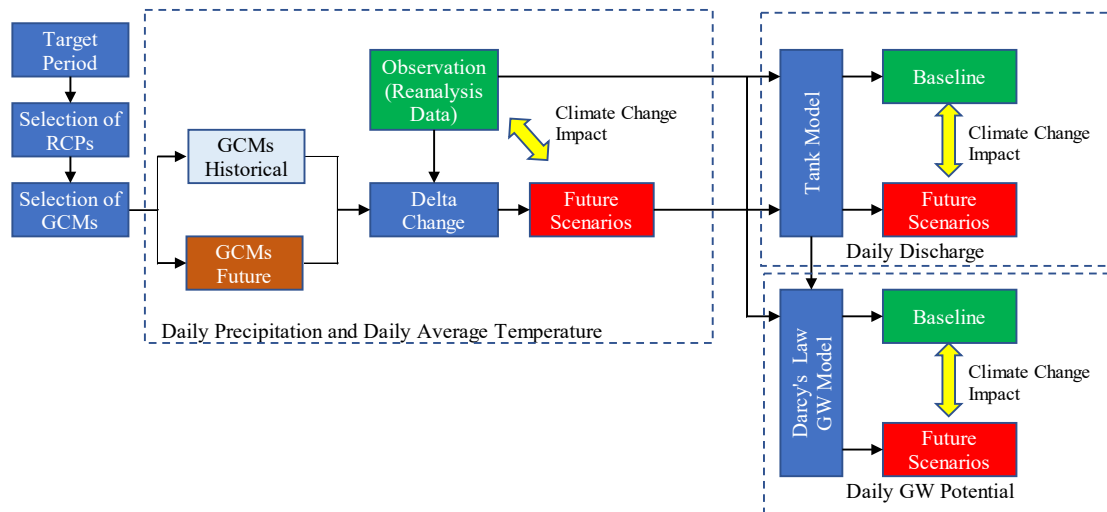 Target
Period
Selection of
RCPs
Selection of
GCMs
GCMs
Historical
GCMs
Future
Observation
(Reanalysis
Data)
Climate Change
Impact
Delta
Change
Future
Scenarios
Daily Precipitation and Daily Average Temperature
Tank Model
Baseline
Climate Change
Impact
Future
Scenarios
Daily Discharge
Darcy's Law
GW Model
Baseline
Climate Change
Impact
Future
Scenarios
Daily GW Potential